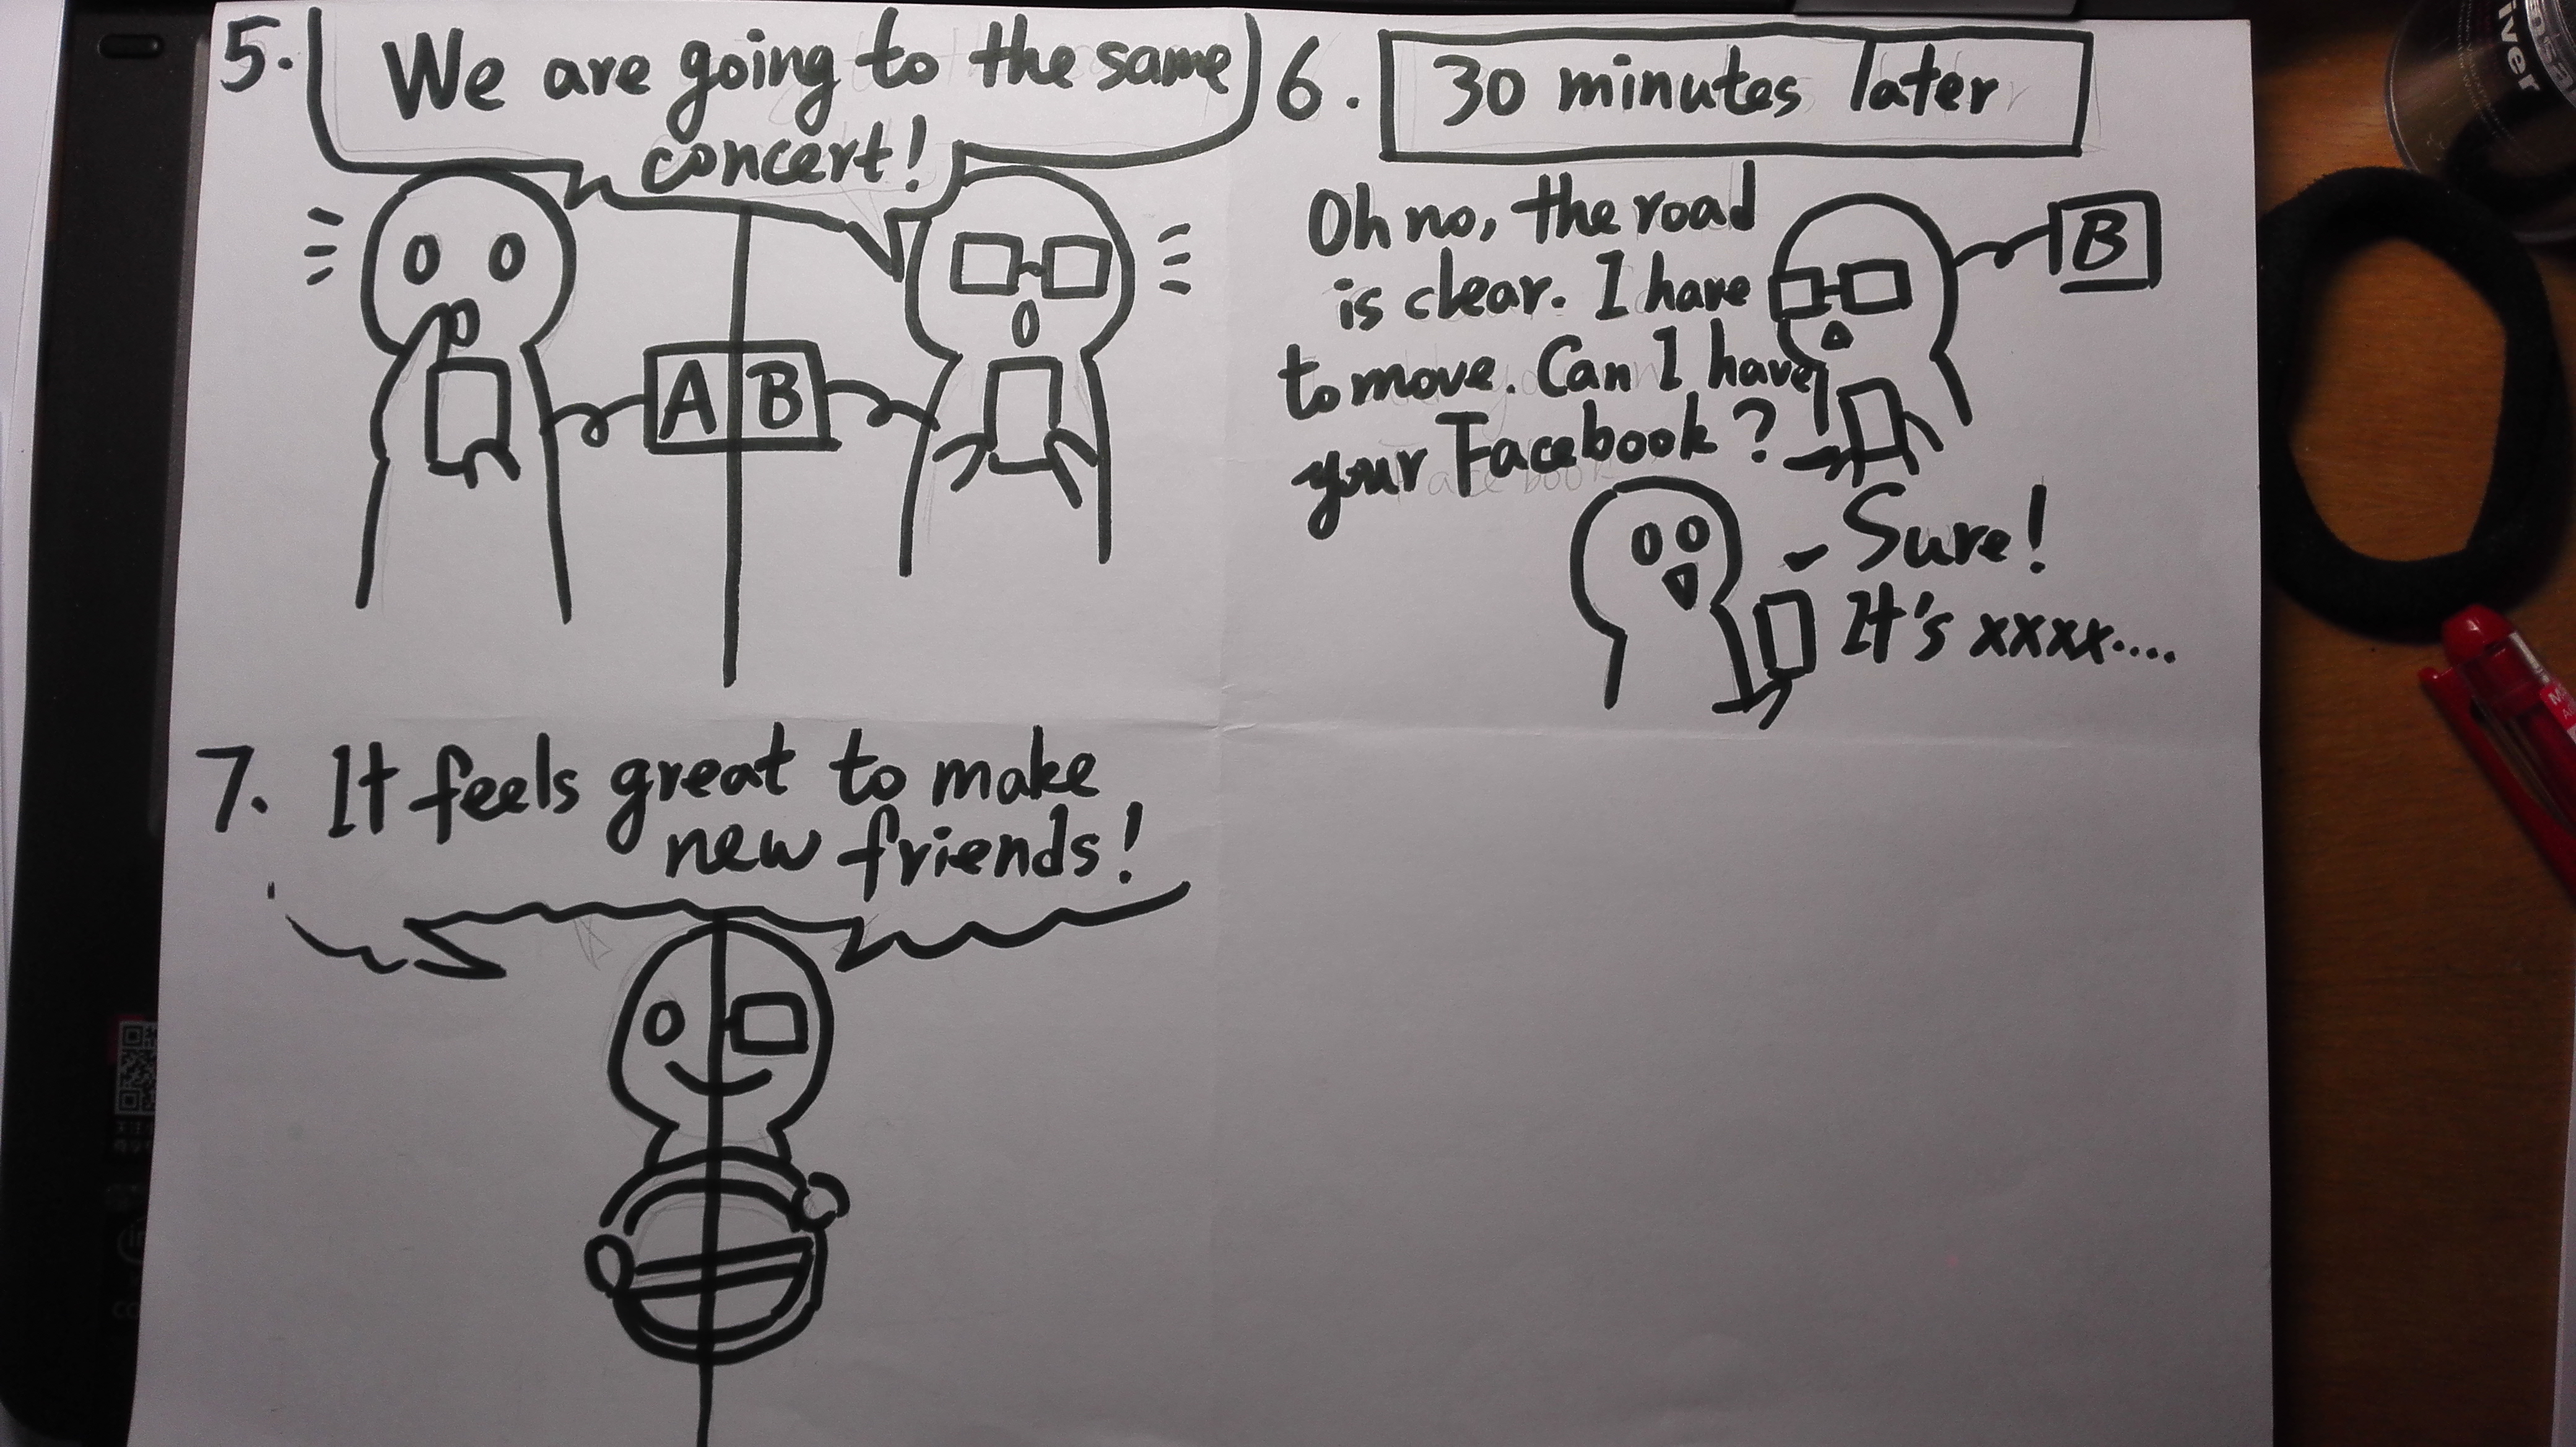 5.
We are going to the same
concert!
A B
6.
30 minutes later
Oh no, the road
is clear. I have
to move. Can I have
your Facebook?
B
Sure!
It's xxxx....
7. It feels great to make
new friends!
iver